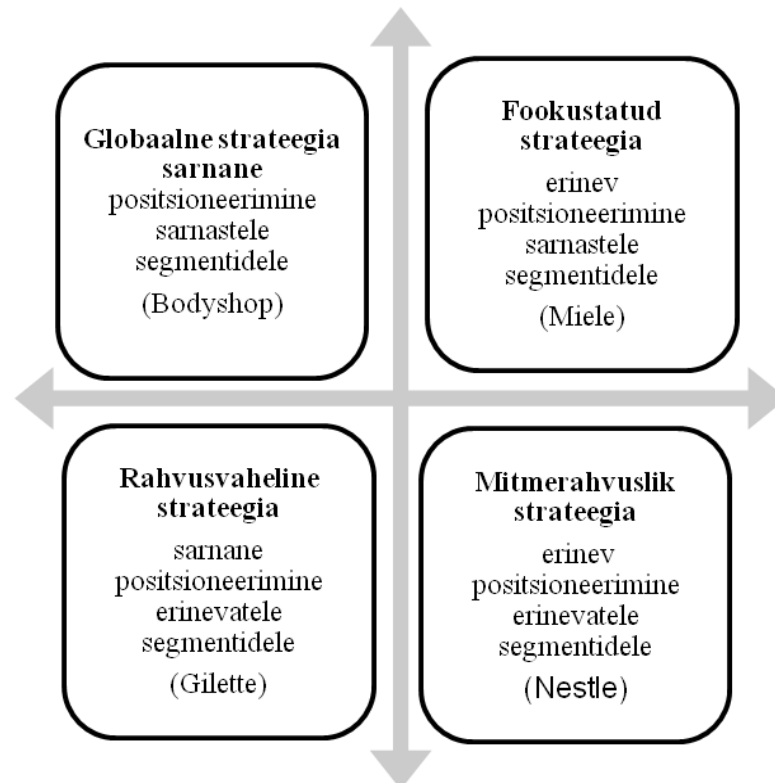 Globaalne strateegia
sarnane
positsioneerimine
sarnastele
segmentidele
(Bodyshop)
Fookustatud
strateegia
erinev
positsioneerimine
sarnastele
segmentidele
(Miele)
Rahvusvaheline
strateegia
sarnane
positsioneerimine
erinevatele
segmentidele
(Gilette)
Mitmerahvuslik
strateegia
erinev
positsioneerimine
erinevatele
segmentidele
(Nestle)